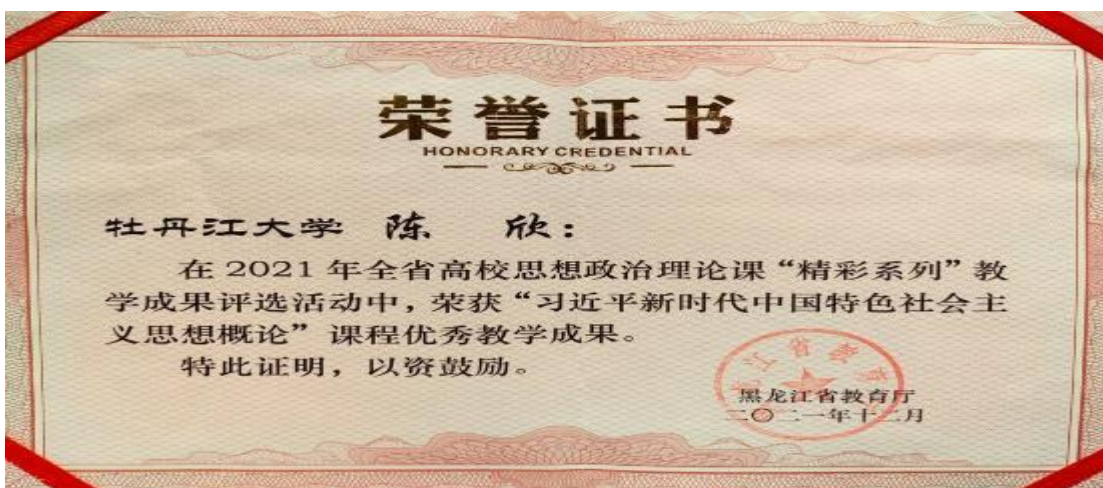 荣誉证书
HONORARY CREDENTIAL
牡丹江大学 陈 欣:
在 2021 年全省高校思想政治理论课“精彩系列”教
学成果评选活动中,荣获“习近平新时代中国特色社会主
义思想概论”课程优秀教学成果。
特此证明,以资鼓励。
黑龙江省教育厅
二〇二一年十二月